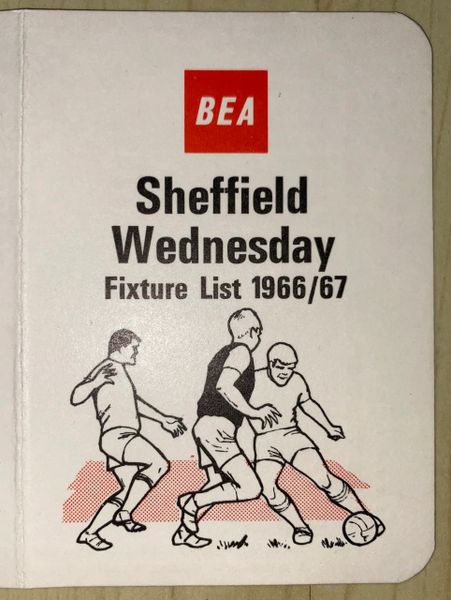 BEA
Sheffield
Wednesday
Fixture List 1966/67